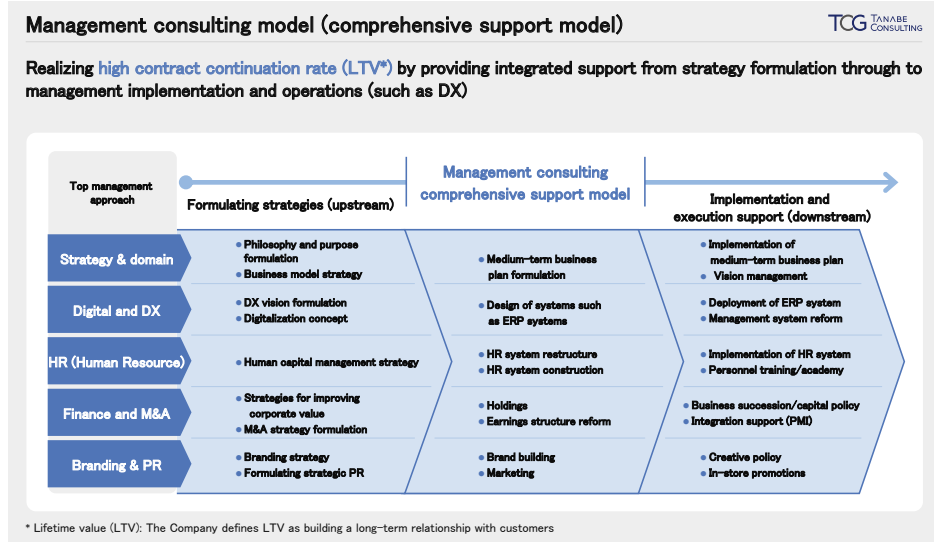 Management consulting model (comprehensive support model)
TCG TANABE
CONSULTING
Realizing high contract continuation rate (LTV*) by providing integrated support from strategy formulation through to
management implementation and operations (such as DX)
Top management
approach
Formulating strategies (upstream)
Management consulting
comprehensive support model
Implementation and
execution support (downstream)
Strategy & domain
● Philosophy and purpose
formulation
● Business model strategy
● Medium-term business
plan formulation
● Implementation of
medium-term business plan
● Vision management
Digital and DX
● DX vision formulation
● Digitalization concept
● Design of systems such
as ERP systems
● Deployment of ERP system
● Management system reform
HR (Human Resource)
● Human capital management strategy
● HR system restructure
● HR system construction
● Implementation of HR system
● Personnel training/academy
Finance and M&A
● Strategies for improving
corporate value
● M&A strategy formulation
● Holdings
● Earnings structure reform
● Business succession/capital policy
● Integration support (PMI)
Branding & PR
● Branding strategy
● Formulating strategic PR
● Brand building
● Marketing
● Creative policy
● In-store promotions
* Lifetime value (LTV): The Company defines LTV as building a long-term relationship with customers